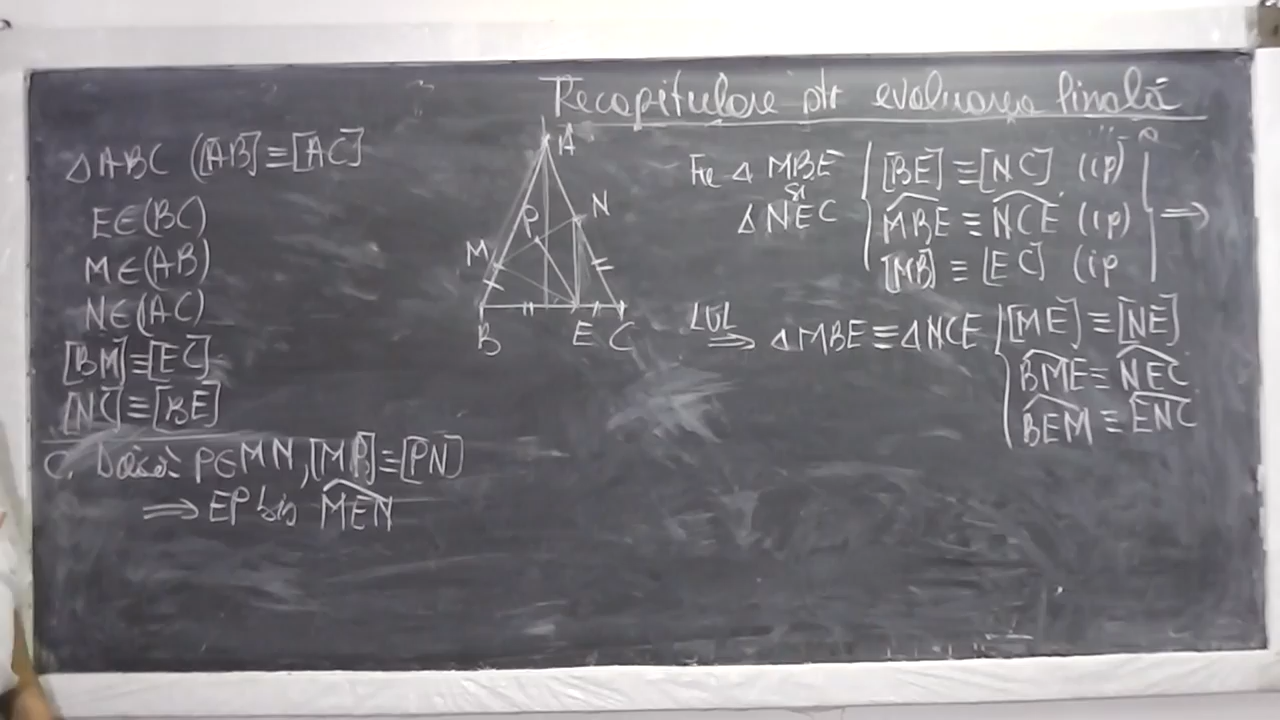 Recapitulare ptr evaluarea finală
△ABC ([AB]≡[AC]
E∈(BC)
M∈(AB)
N∈(AC)
[BM]≡[EC]
[NC]≡[BE]
C. Dacă P∈MN, [MP]≡[PN]
⟹ EP bis MEN
A
N
P
M
B E C
Fie △ MBE
și
△ NEC
[BE]≡[NC] (ip)
MBE ≡ NCE (ip)
[MB] ≡ [EC] (ip
⟹
LUL
⟹ △MBE≡△NCE
[ME]≡[NE]
BME≡ NEC
BEM ≡ ENC